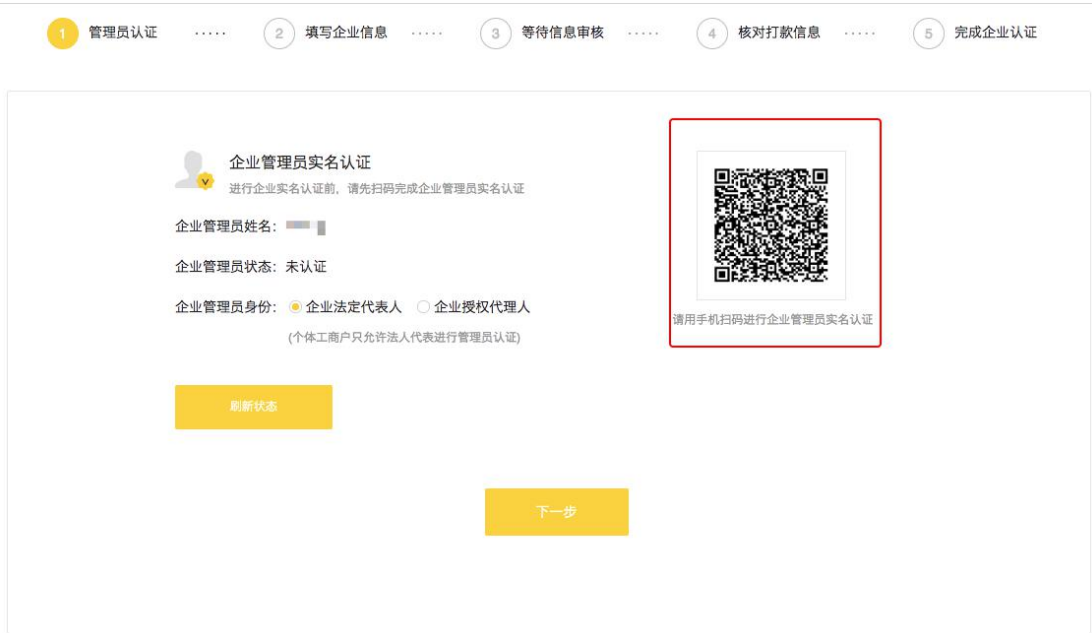 1 管理员认证 ····· 2 填写企业信息 ····· 3 等待信息审核 ····· 4 核对打款信息 ····· 5 完成企业认证
企业管理员实名认证
进行企业实名认证前，请先扫码完成企业管理员实名认证
企业管理员姓名：
企业管理员状态：未认证
企业管理员身份： 企业法定代表人 企业授权代理人
(个体工商户只允许法人代表进行管理员认证)
请用手机扫码进行企业管理员实名认证
刷新状态
下一步